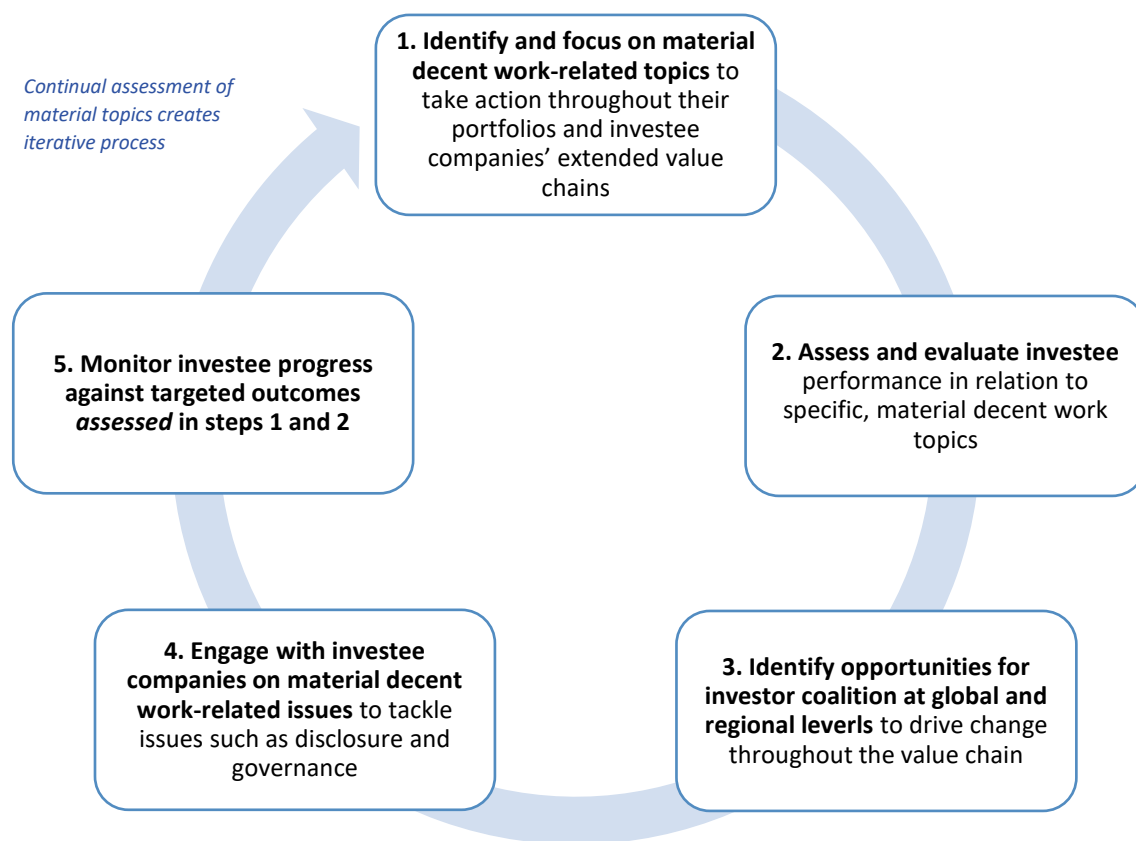 1. Identify and focus on material
decent work-related topics to
take action throughout their
portfolios and investee
companies’ extended value
chains
Continual assessment of
material topics creates
iterative process
2. Assess and evaluate investee
performance in relation to
specific, material decent work
topics
3. Identify opportunities for
investor coalition at global and
regional leverls to drive change
throughout the value chain
4. Engage with investee
companies on material decent
work-related issues to tackle
issues such as disclosure and
governance
5. Monitor investee progress
against targeted outcomes
assessed in steps 1 and 2